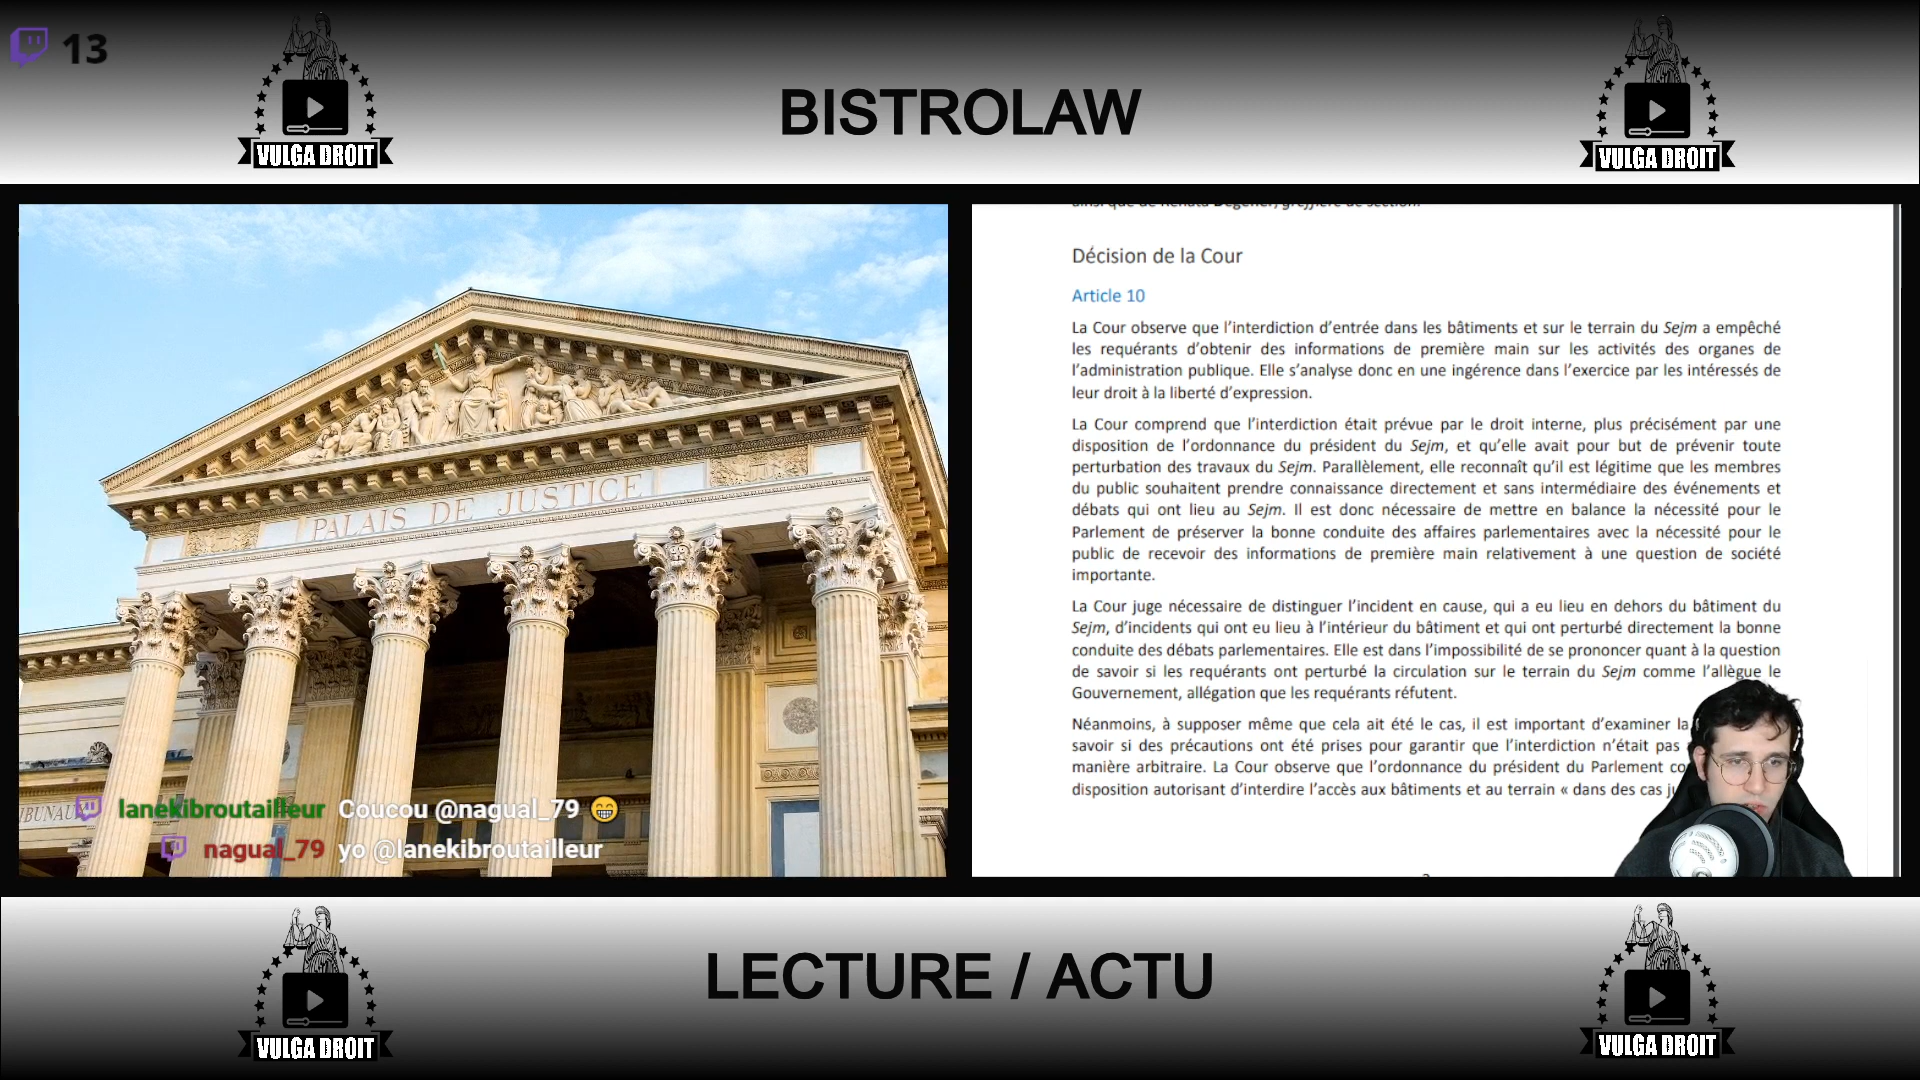 13
BISTROLAW
VULGA DROIT
VULGA DROIT
PALAIS DE JUSTICE
lanekibroutailleur Coucou @nagual_79 😁
nagual_79 yo @lanekibroutailleur
ainsi que de Renata Degener, greffière de section.
Décision de la Cour
Article 10
La Cour observe que l’interdiction d’entrée dans les bâtiments et sur le terrain du Sejm a empêché
les requérants d’obtenir des informations de première main sur les activités des organes de
l’administration publique. Elle s’analyse donc en une ingérence dans l’exercice par les intéressés de
leur droit à la liberté d’expression.
La Cour comprend que l’interdiction était prévue par le droit interne, plus précisément par une
disposition de l’ordonnance du président du Sejm, et qu’elle avait pour but de prévenir toute
perturbation des travaux du Sejm. Parallèlement, elle reconnaît qu’il est légitime que les membres
du public souhaitent prendre connaissance directement et sans intermédiaire des événements et
débats qui ont lieu au Sejm. Il est donc nécessaire de mettre en balance la nécessité pour le
Parlement de préserver la bonne conduite des affaires parlementaires avec la nécessité pour le
public de recevoir des informations de première main relativement à une question de société
importante.
La Cour juge nécessaire de distinguer l’incident en cause, qui a eu lieu en dehors du bâtiment du
Sejm, d’incidents qui ont eu lieu à l’intérieur du bâtiment et qui ont perturbé directement la bonne
conduite des débats parlementaires. Elle est dans l’impossibilité de se prononcer quant à la question
de savoir si les requérants ont perturbé la circulation sur le terrain du Sejm comme l’allègue le
Gouvernement, allégation que les requérants réfutent.
Néanmoins, à supposer même que cela ait été le cas, il est important d’examiner la
savoir si des précautions ont été prises pour garantir que l’interdiction n’était pas
manière arbitraire. La Cour observe que l’ordonnance du président du Parlement co
disposition autorisant d’interdire l’accès aux bâtiments et au terrain « dans des cas ju
LECTURE / ACTU
VULGA DROIT
VULGA DROIT